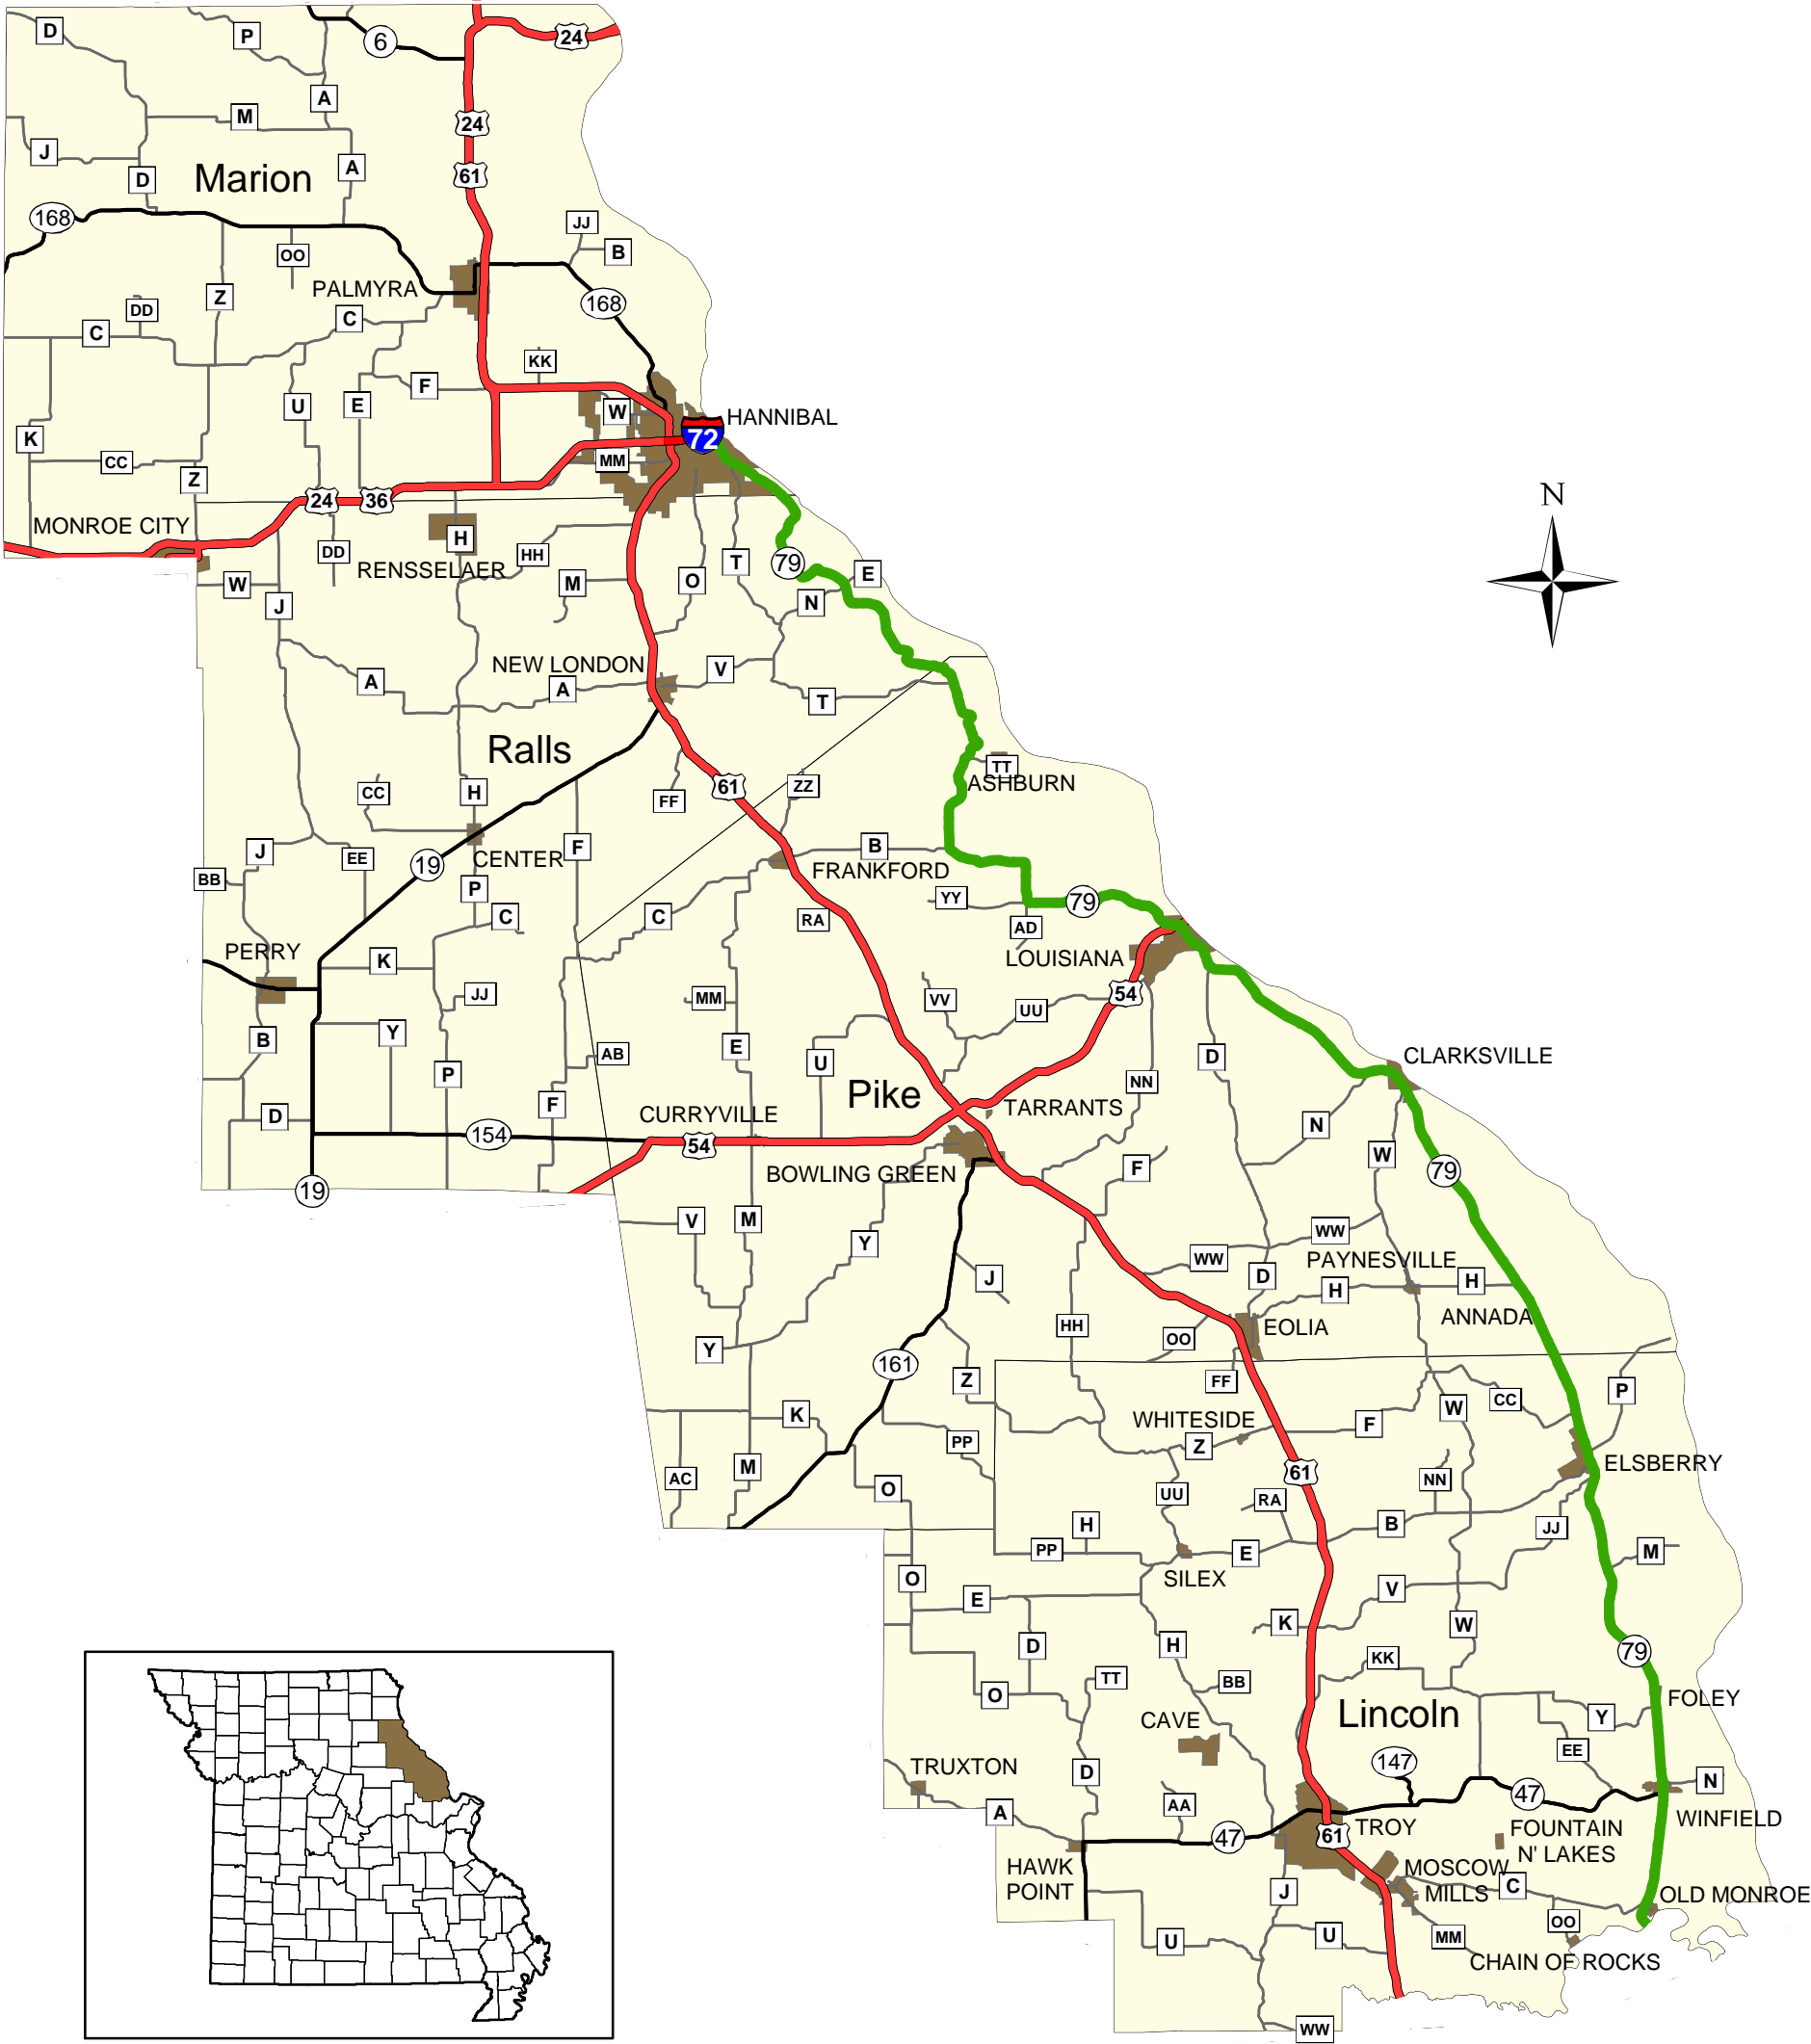 D
P
6
24
A
M
24
J
A
61
D
Marion
168
JJ
B
OO
PALMYRA
Z
168
DD
C
C
KK
F
U
E
W
HANNIBAL
72
K
CC
MM
Z
24
36
MONROE CITY
H
DD
HH
RENSSELAER
79
T
E
W
M
O
J
N
N
NEW LONDON
V
A
A
T
Ralls
TT
ASHBURN
61
ZZ
CC
H
FF
J
EE
CENTER
F
B
19
FRANKFORD
BB
P
YY
79
C
C
RA
AD
PERRY
K
LOUISIANA
JJ
MM
VV
54
UU
Y
B
E
AB
U
D
CLARKSVILLE
P
NN
Pike
F
CURRYVILLE
TARRANTS
D
154
54
N
W
BOWLING GREEN
F
79
19
V
M
Y
WW
WW
PAYNESVILLE
J
D
H
H
HH
OO
EOLIA
ANNADA
Y
161
Z
FF
P
CC
K
W
WHITESIDE
F
PP
Z
M
ELSBERRY
AC
61
NN
O
UU
RA
H
B
JJ
PP
E
M
O
SILEX
E
V
K
W
D
H
79
KK
TT
BB
O
Lincoln
FOLEY
CAVE
Y
EE
147
TRUXTON
D
N
47
A
AA
WINFIELD
47
61
TROY
FOUNTAIN
N' LAKES
HAWK
POINT
MOSCOW
MILLS
C
J
OLD MONROE
OO
U
U
MM
CHAIN OF ROCKS
WW